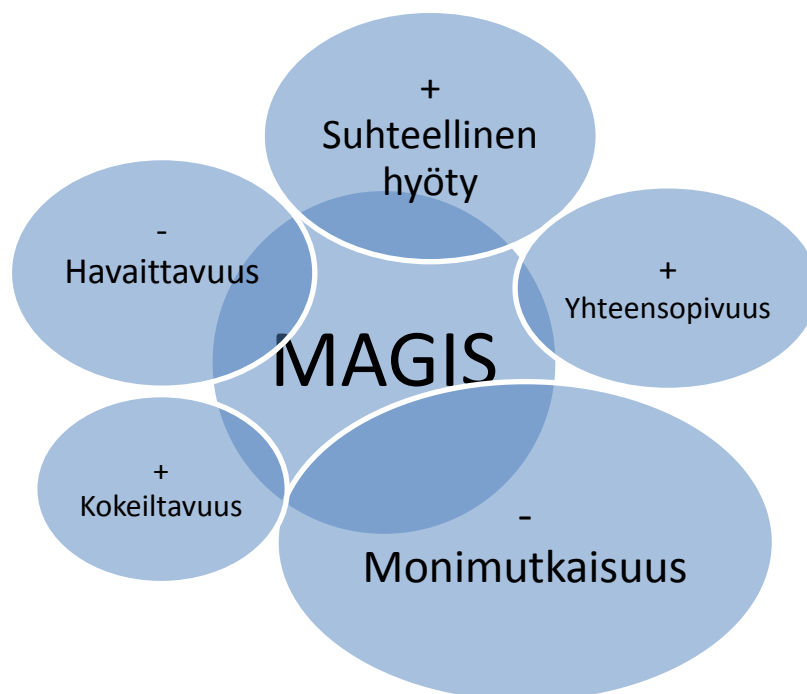 +
Suhteellinen
hyöty
-
Havaittavuus
+
Yhteensopivuus
MAGIS
+
Kokeiltavuus
-
Monimutkaisuus